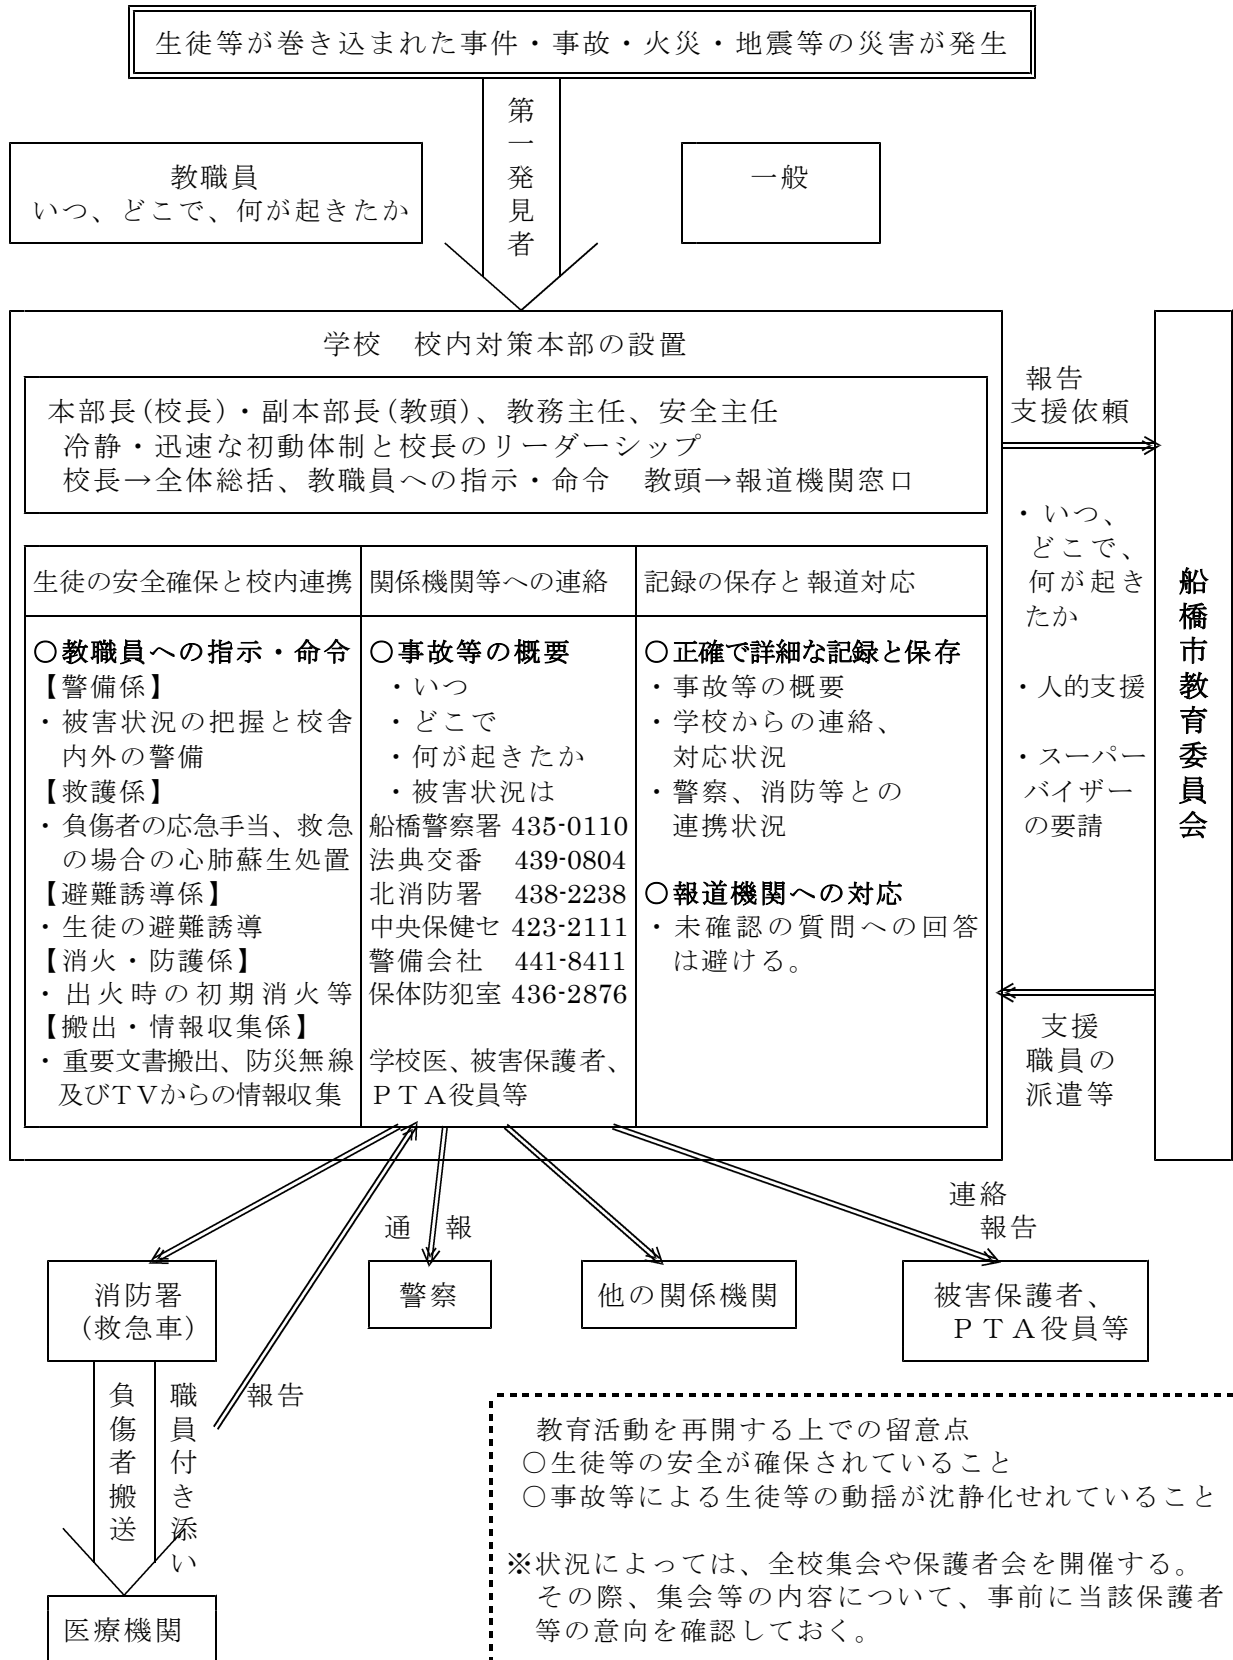 生徒等が巻き込まれた事件・事故・火災・地震等の災害が発生
第一発見者
教職員
いつ、どこで、何が起きたか
一般
学校　校内対策本部の設置
本部長(校長)・副本部長(教頭)、教務主任、安全主任
冷静・迅速な初動体制と校長のリーダーシップ
校長→全体総括、教職員への指示・命令　教頭→報道機関窓口
生徒の安全確保と校内連携
○教職員への指示・命令
【警備係】
・被害状況の把握と校舎
内外の警備
【救護係】
・負傷者の応急手当、救急
の場合の心肺蘇生処置
【避難誘導係】
・生徒の避難誘導
【消火・防護係】
・出火時の初期消火等
【搬出・情報収集係】
・重要文書搬出、防災無線
及びTVからの情報収集
関係機関等への連絡
○事故等の概要
・いつ
・どこで
・何が起きたか
・被害状況は
船橋警察署 435-0110
法典交番　439-0804
北消防署　438-2238
中央保健セ 423-2111
警備会社　441-8411
保体防犯室 436-2876
学校医、被害保護者、
ＰＴＡ役員等
記録の保存と報道対応
○正確で詳細な記録と保存
・事故等の概要
・学校からの連絡、
対応状況
・警察、消防等との
連携状況
○報道機関への対応
・未確認の質問への回答
は避ける。
報告
支援依頼
・いつ、
どこで、
何が起き
たか
・人的支援
・スーパー
バイザー
の要請
支援
職員の
派遣等
船橋市教育委員会
通　報
連絡
報告
消防署
(救急車)
警察
他の関係機関
被害保護者、
ＰＴＡ役員等
負傷者搬送
職員付き添い
報告
医療機関
教育活動を再開する上での留意点
○生徒等の安全が確保されていること
○事故等による生徒等の動揺が沈静化せれていること
※状況によっては、全校集会や保護者会を開催する。
その際、集会等の内容について、事前に当該保護者
等の意向を確認しておく。